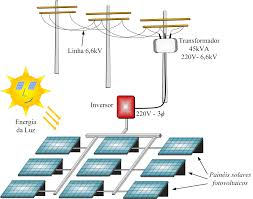 Transformador
45kVA
220V- 6,6kV
Linha 6,6kV
Inversor
220V - 3ϕ
Energia
da Luz
Painéis solares
fotovoltaicos